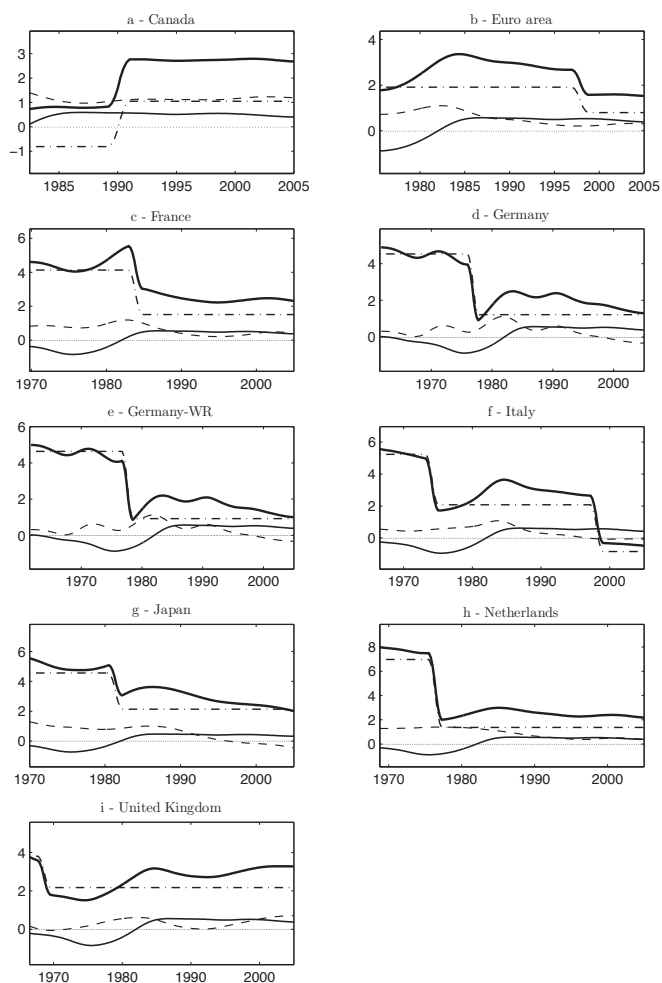 a - Canada
3
2
1
0
−1
1985 1990 1995 2000 2005
b - Euro area
4
2
0
1980 1985 1990 1995 2000 2005
c - France
6
4
2
0
1970 1980 1990 2000
d - Germany
4
2
0
1970 1980 1990 2000
e - Germany-WR
6
4
2
0
1970 1980 1990 2000
f - Italy
6
4
2
0
1970 1980 1990 2000
g - Japan
6
4
2
0
1970 1980 1990 2000
h - Netherlands
8
6
4
2
0
1970 1980 1990 2000
i - United Kingdom
4
2
0
1970 1980 1990 2000